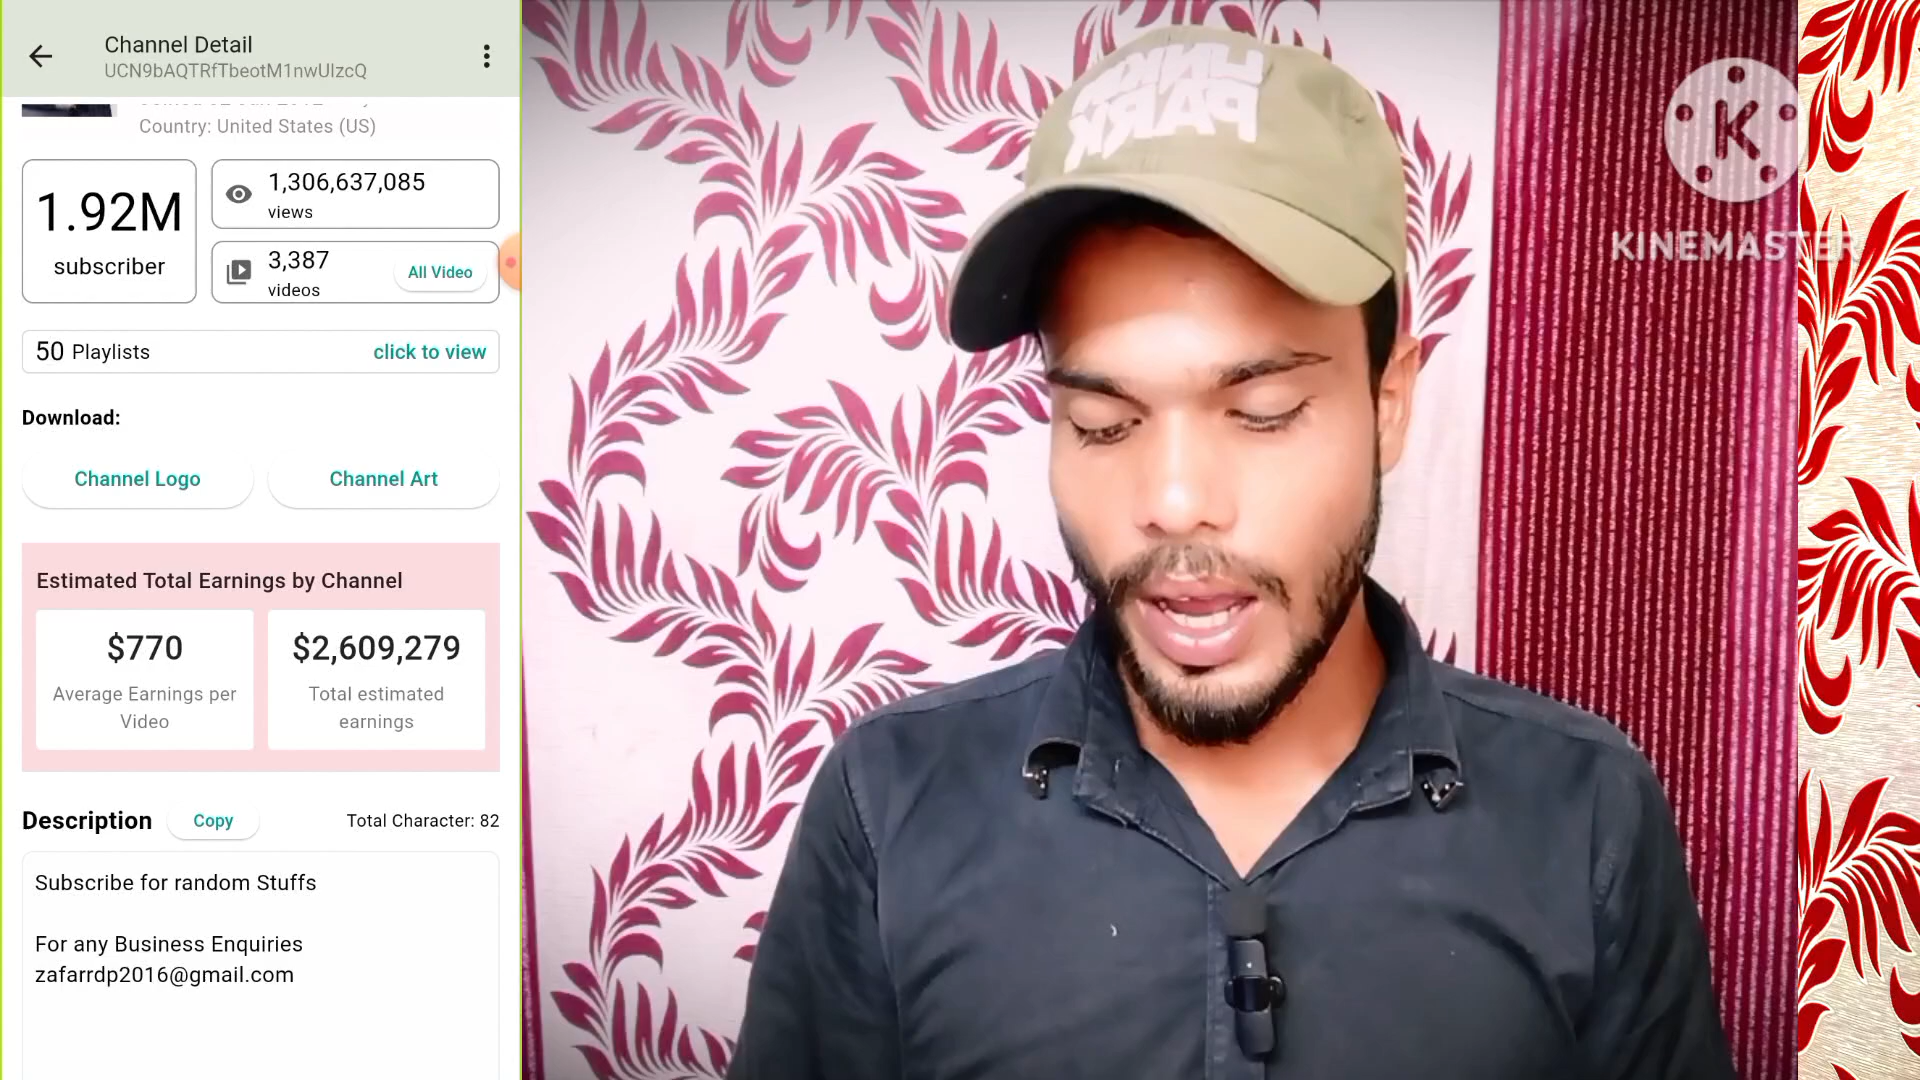 Channel Detail
UCN9bAQTRfTbeotM1nwUIzcQ
Country: United States (US)
1.92M
subscriber
1,306,637,085
views
3,387
videos
All Video
50 Playlists
click to view
Download:
Channel Logo
Channel Art
Estimated Total Earnings by Channel
$770
Average Earnings per
Video
$2,609,279
Total estimated
earnings
Description
Copy
Total Character: 82
Subscribe for random Stuffs
For any Business Enquiries
zafarrdp2016@gmail.com
LINKIN
PARK
K
KINEMASTER